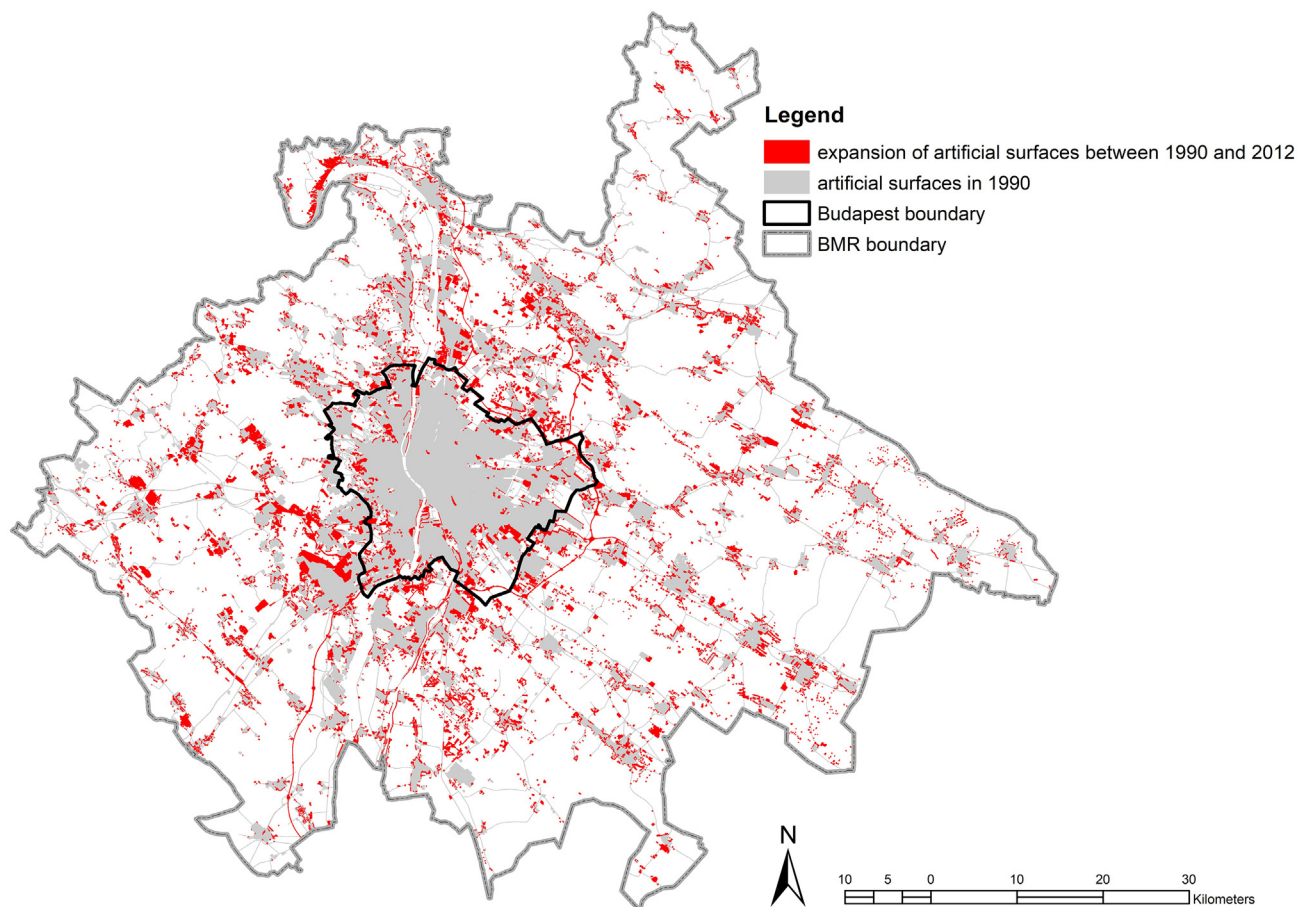 Legend
expansion of artificial surfaces between 1990 and 2012
artificial surfaces in 1990
Budapest boundary
BMR boundary
N
10 5 0 10 20 30
Kilometers